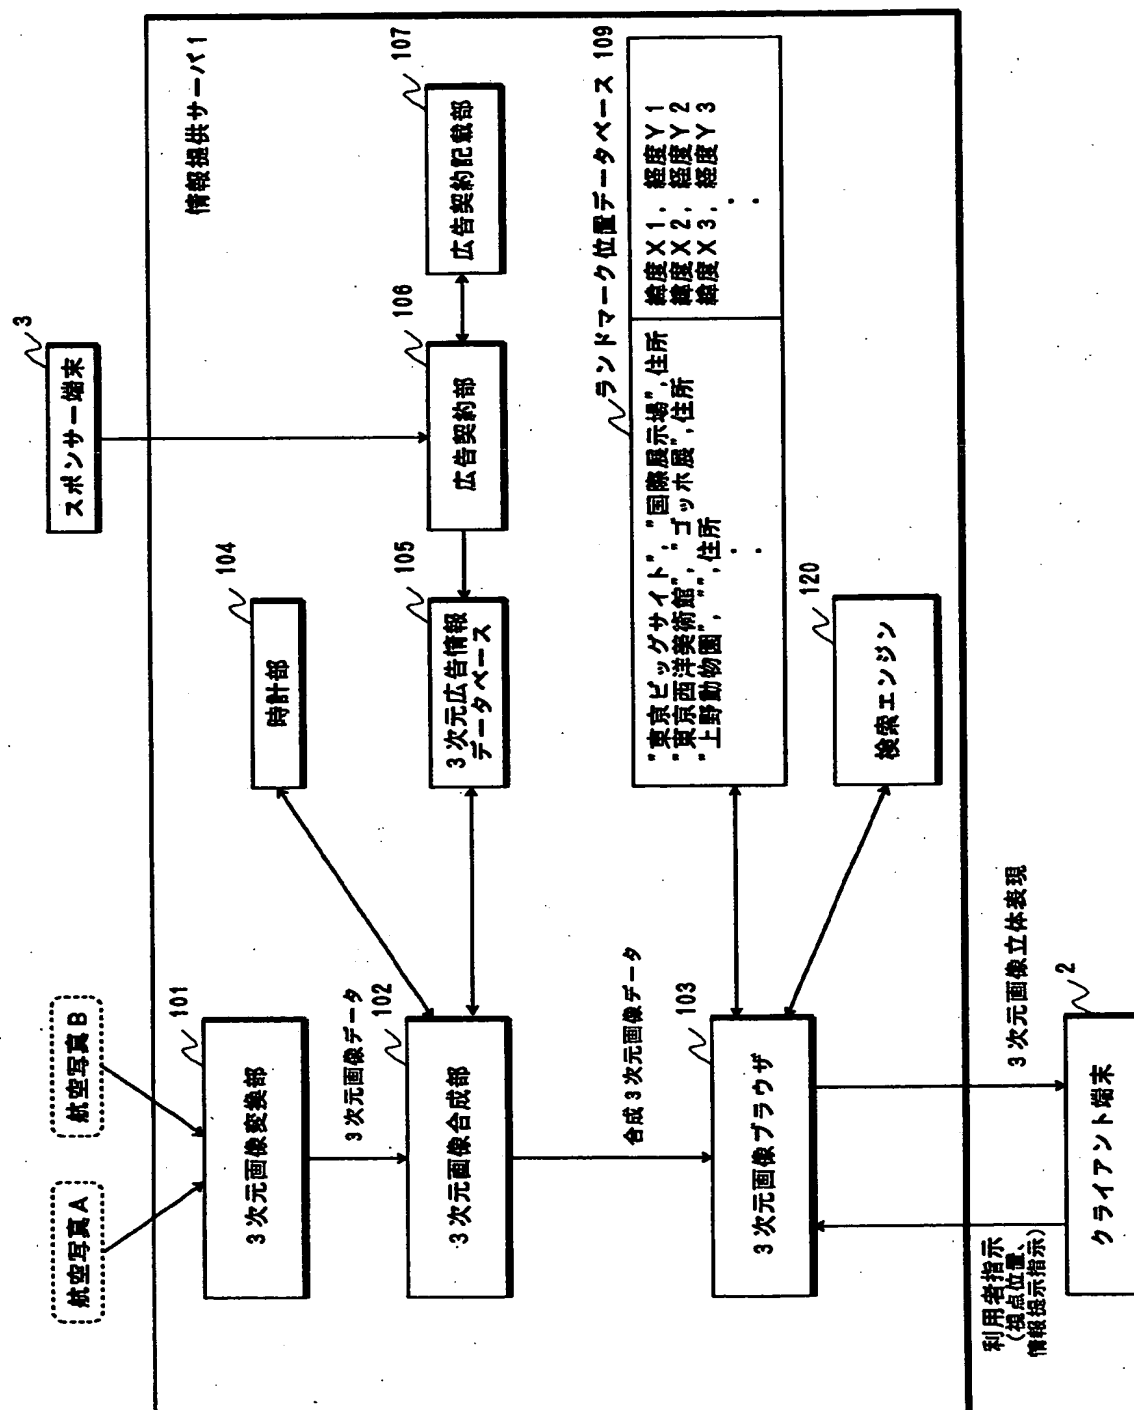 情報提供サーバ1
航空写真A
航空写真B
101
3次元画像変換部
3次元画像データ
102
3次元画像合成部
合成3次元画像データ
103
3次元画像ブラウザ
利用者指示
(視点位置、
情報提示指示)
3次元画像立体表現
2
クライアント端末
104
時計部
105
3次元広告情報
データベース
3
スポンサー端末
106
広告契約部
107
広告契約記載部
ランドマーク位置データベース 109
"東京ビッグサイト", "国際展示場", 住所
"東京西洋美術館", "ゴッホ展", 住所
"上野動物園", "", 住所
・
・
緯度X1, 経度Y1
緯度X2, 経度Y2
緯度X3, 経度Y3
・
・
120
検索エンジン